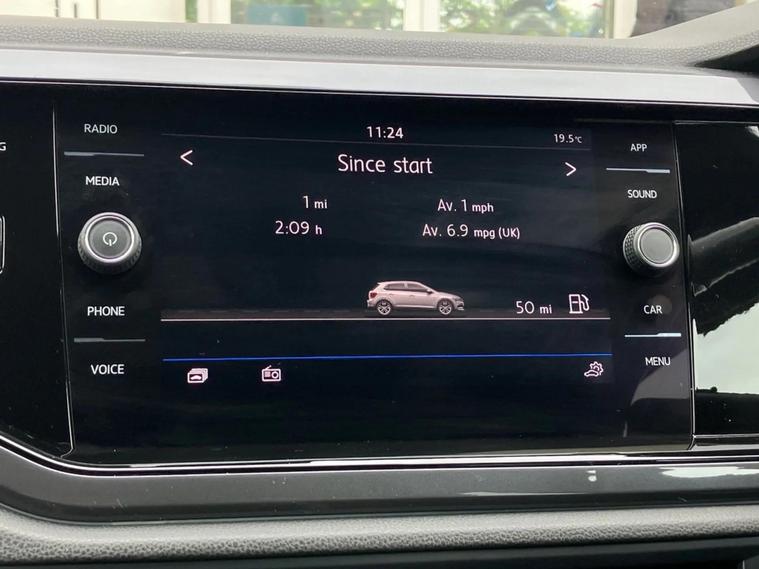 G
RADIO
MEDIA
PHONE
VOICE
11:24
19.5°C
< Since start >
1 mi
Av. 1 mph
2:09 h
Av. 6.9 mpg (UK)
50 mi
APP
SOUND
CAR
MENU